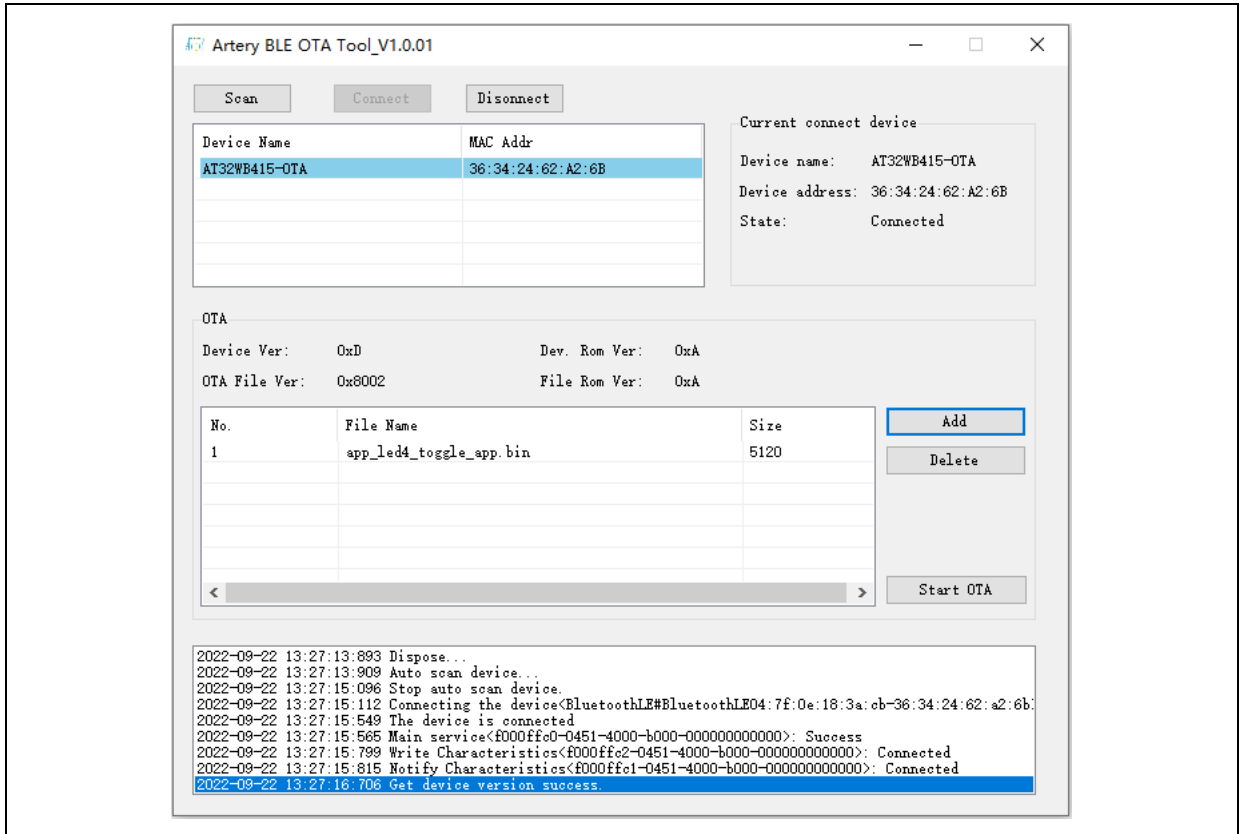 Artery BLE OTA Tool_V1.0.01
Scan Connect Disonnect
Device Name MAC Addr
AT32WB415-OTA 36:34:24:62:A2:6B
Current connect device
Device name: AT32WB415-OTA
Device address: 36:34:24:62:A2:6B
State: Connected
OTA
Device Ver: 0xD Dev. Rom Ver: 0xA
OTA File Ver: 0x8002 File Rom Ver: 0xA
No. File Name Size
1 app_led4_toggle_app.bin 5120
Add
Delete
Start OTA
2022-09-22 13:27:13:893 Dispose...
2022-09-22 13:27:13:909 Auto scan device...
2022-09-22 13:27:15:096 Stop auto scan device.
2022-09-22 13:27:15:112 Connecting the device<BluetoothLE#BluetoothLE04:7f:0e:18:3a:cb-36:34:24:62:a2:6b
2022-09-22 13:27:15:549 The device is connected
2022-09-22 13:27:15:565 Main service<f000ffc0-0451-4000-b000-000000000000>: Success
2022-09-22 13:27:15:799 Write Characteristics<f000ffc2-0451-4000-b000-000000000000>: Connected
2022-09-22 13:27:15:815 Notify Characteristics<f000ffc1-0451-4000-b000-000000000000>: Connected
2022-09-22 13:27:16:706 Get device version success.